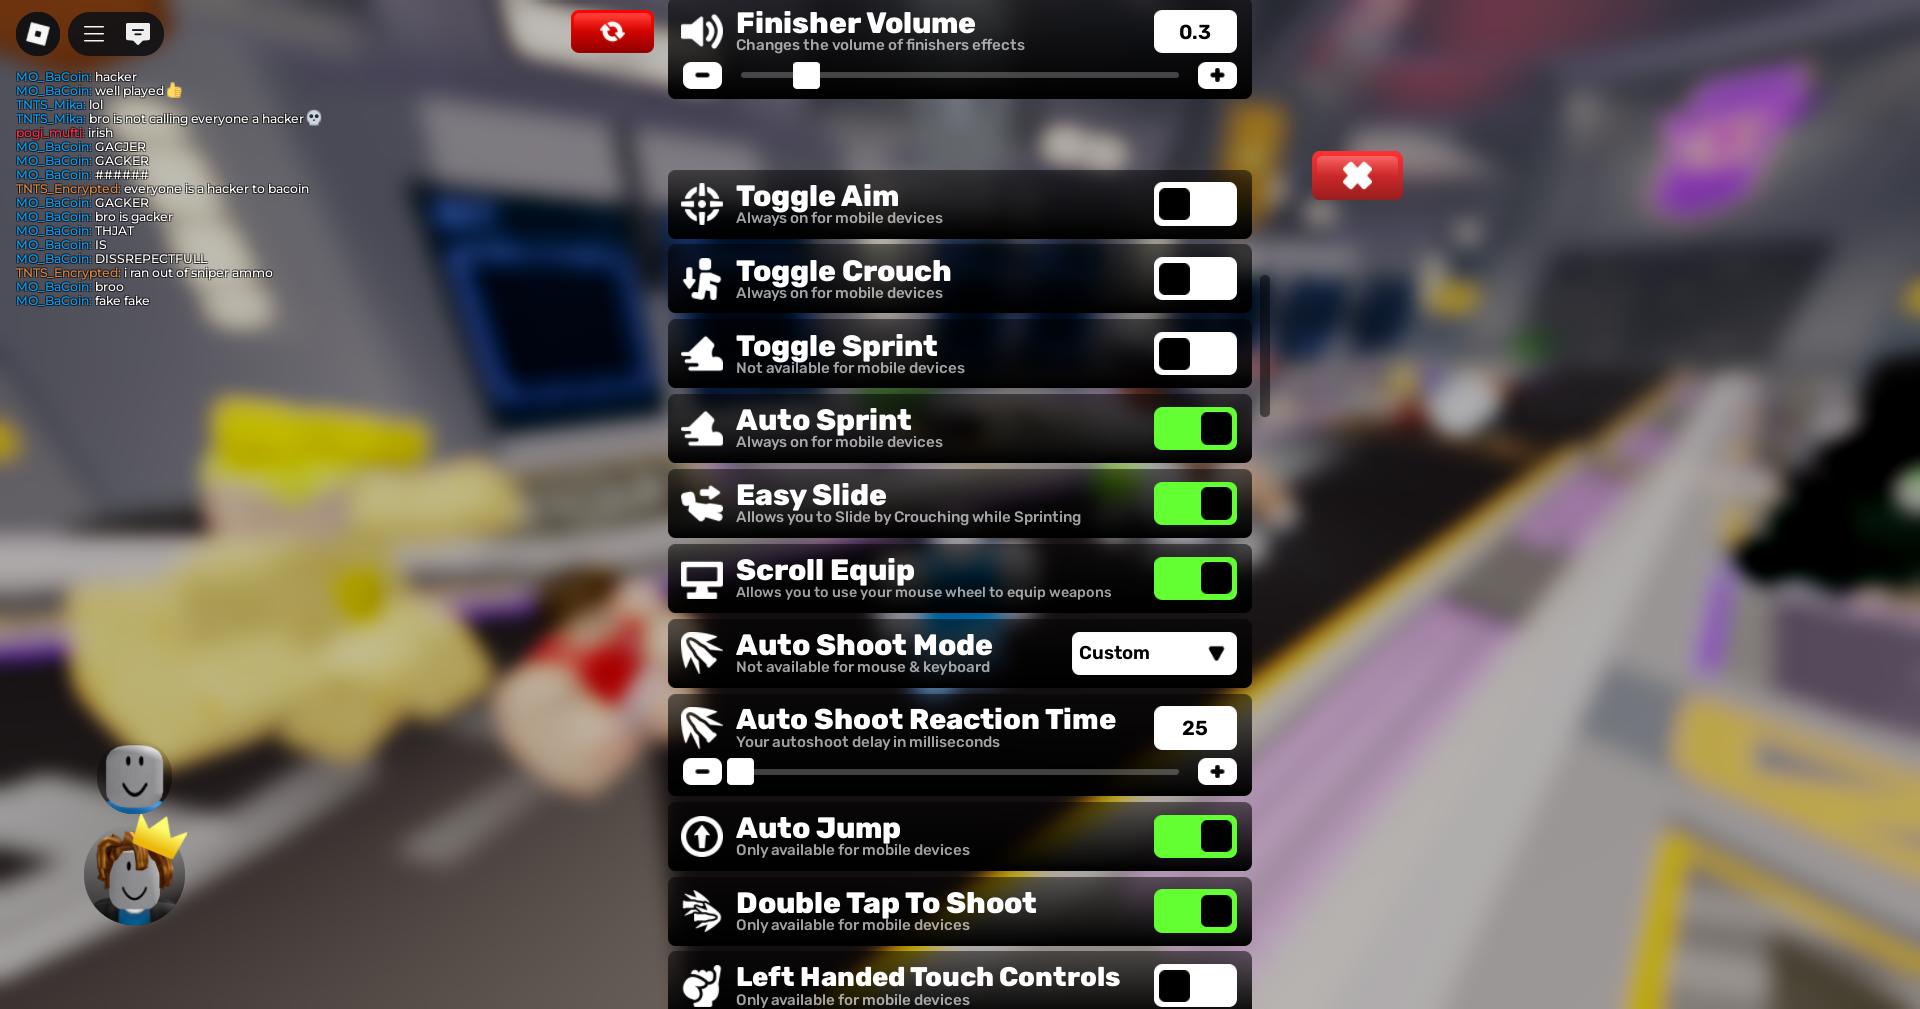 MO_BaCoin: hacker
MO_BaCoin: well played👍
TNTS_Mika: lol
TNTS_Mika: bro is not calling everyone a hacker💀
pogi_mufti: irish
MO_BaCoin: GACJER
MO_BaCoin: GACKER
MO_BaCoin: ######
TNTS_Encrypted: everyone is a hacker to bacoin
MO_BaCoin: GACKER
MO_BaCoin: bro is gacker
MO_BaCoin: THJAT
MO_BaCoin: IS
MO_BaCoin: DISSREPECTFULL
TNTS_Encrypted: i ran out of sniper ammo
MO_BaCoin: broo
MO_BaCoin: fake fake
Finisher Volume
Changes the volume of finishers effects
0.3
Toggle Aim
Always on for mobile devices
Toggle Crouch
Always on for mobile devices
Toggle Sprint
Not available for mobile devices
Auto Sprint
Always on for mobile devices
Easy Slide
Allows you to Slide by Crouching while Sprinting
Scroll Equip
Allows you to use your mouse wheel to equip weapons
Auto Shoot Mode
Not available for mouse & keyboard
Custom
Auto Shoot Reaction Time
Your autoshoot delay in milliseconds
25
Auto Jump
Only available for mobile devices
Double Tap To Shoot
Only available for mobile devices
Left Handed Touch Controls
Only available for mobile devices